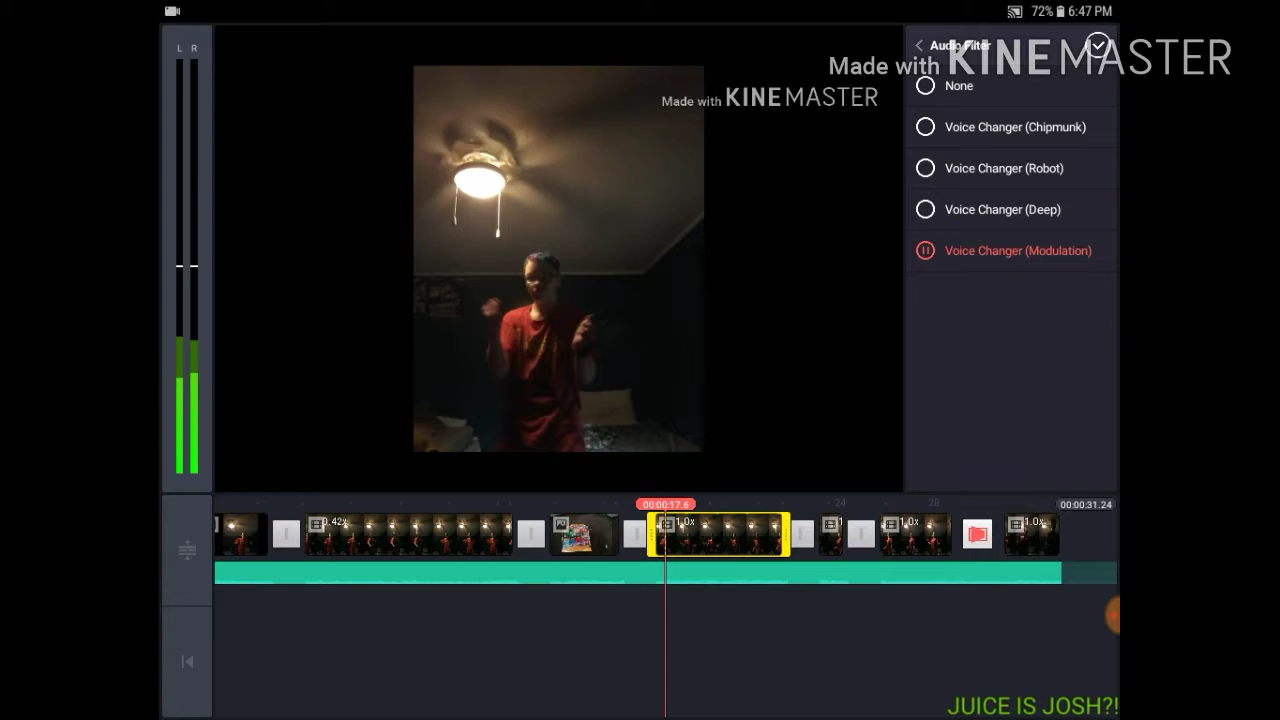 72% 6:47 PM
L R
Audio Filter
Made with KINEMASTER
Made with KINEMASTER
None
Voice Changer (Chipmunk)
Voice Changer (Robot)
Voice Changer (Deep)
Voice Changer (Modulation)
00:00:17.6
24
28
00:00:31.24
0.42x
1.0x
1
1.0x
1.0x
JUICE IS JOSH?!